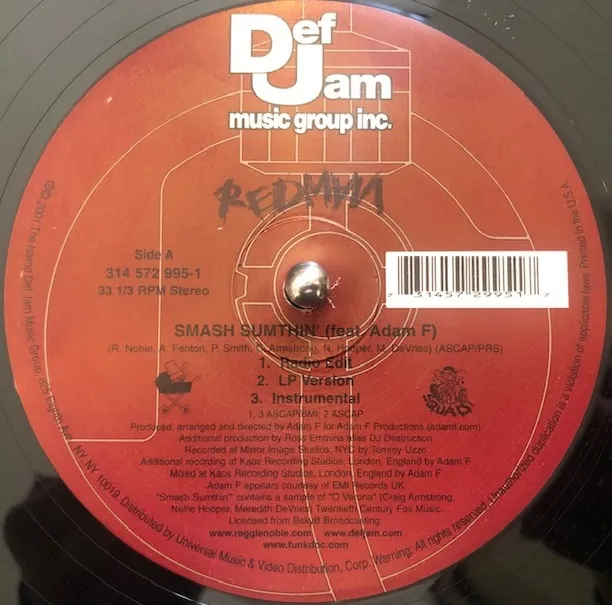 Def
Jam
music group inc.
REDMAN
Side A
314 572 995-1
33 1/3 RPM Stereo
7 31457 29951 7
SMASH SUMTHIN' (feat. Adam F)
(R. Noble, A. Fenton, P. Smith, C. Armstrong, N. Hooper, M. DeVries) (ASCAP/PRS)
1. Radio Edit
2. LP Version
3. Instrumental
1, 3 ASCAP/BMI; 2 ASCAP
SQUAD
Produced, arranged and directed by Adam F for Adam F Productions (adamf.com)
Additional production by Ross Emmins alias DJ Destruction
Recorded at Mirror Image Studios, NYC by Tommy Uzzo
Additional recording at Kaos Recording Studios, London, England by Adam F
Mixed at Kaos Recording Studios, London, England by Adam F
Adam F appears courtesy of EMI Records UK
"Smash Sumthin'" contains a sample of "O Verona" (Craig Armstrong,
Nellie Hooper, Meredith DeVries) Twentieth Century Fox Music.
Licensed from BskyB Broadcasting.
www.reggienoble.com www.defjam.com
www.funkdoc.com
℗© 2001 The Island Def Jam Music Group, 825 Eighth Ave, NY NY 10019. Distributed by Universal Music & Video Distribution, Corp. Warning: All rights reserved. Unauthorized duplication is a violation of applicable laws. Printed in the U.S.A.